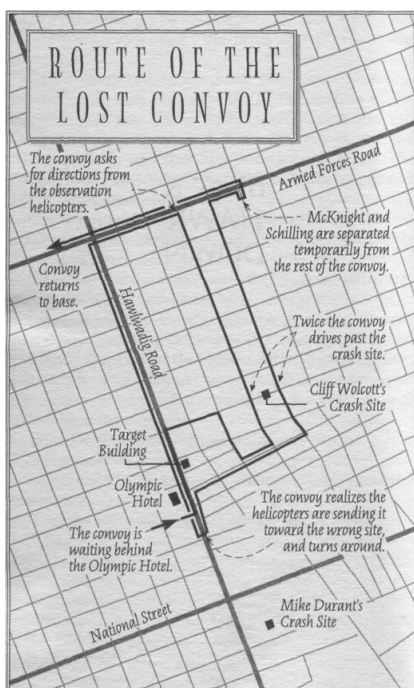 ROUTE OF THE
LOST CONVOY
The convoy asks
for directions from
the observation
helicopters.
Armed Forces Road
McKnight and
Schilling are separated
temporarily from
the rest of the convoy.
Convoy
returns
to base.
Hawlwadig Road
Twice the convoy
drives past the
crash site.
Cliff Wolcott's
Crash Site
Target
Building
Olympic
Hotel
The convoy is
waiting behind
the Olympic Hotel.
The convoy realizes the
helicopters are sending it
toward the wrong site,
and turns around.
National Street
Mike Durant's
Crash Site